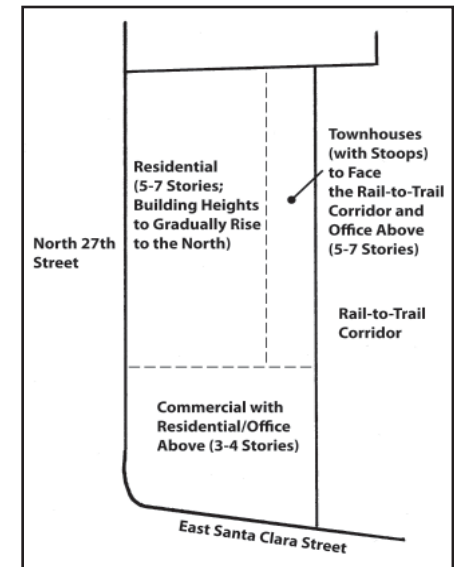 Townhouses
(with Stoops)
to Face
the Rail-to-Trail
Corridor and
Office Above
(5-7 Stories)
Residential
(5-7 Stories;
Building Heights
to Gradually Rise
to the North)
North 27th
Street
Rail-to-Trail
Corridor
Commercial with
Residential/Office
Above (3-4 Stories)
East Santa Clara Street